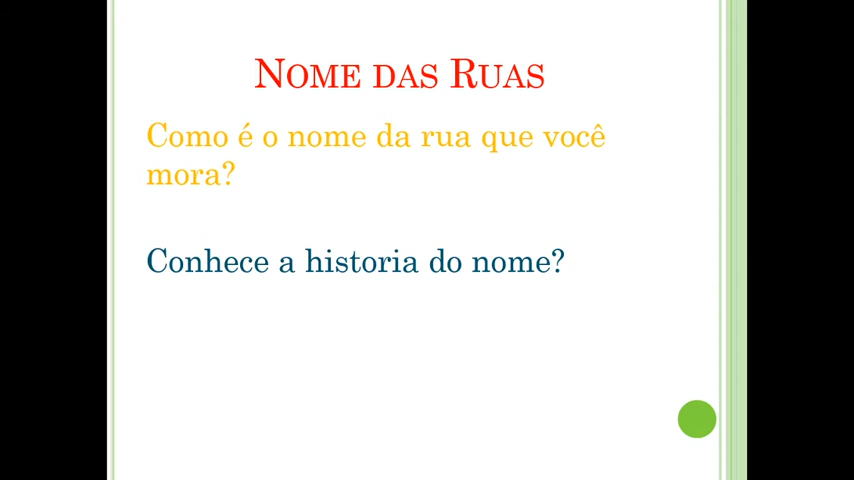 Nome das Ruas
Como é o nome da rua que você
mora?
Conhece a historia do nome?